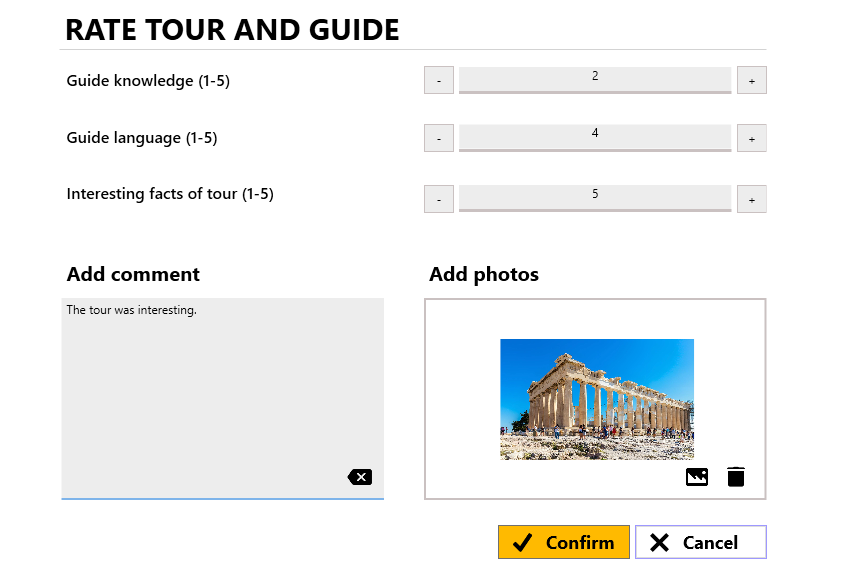 RATE TOUR AND GUIDE
Guide knowledge (1-5)
- 2 +
Guide language (1-5)
- 4 +
Interesting facts of tour (1-5)
- 5 +
Add comment
Add photos
The tour was interesting.
Confirm
Cancel